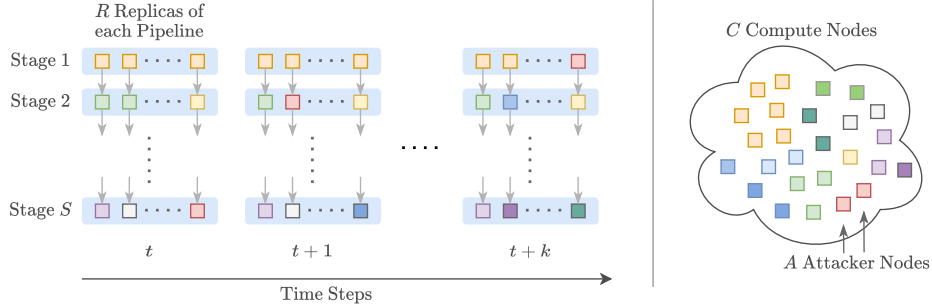 R Replicas of
each Pipeline
Stage 1
Stage 2
Stage S
t
t + 1
t + k
Time Steps
C Compute Nodes
A Attacker Nodes